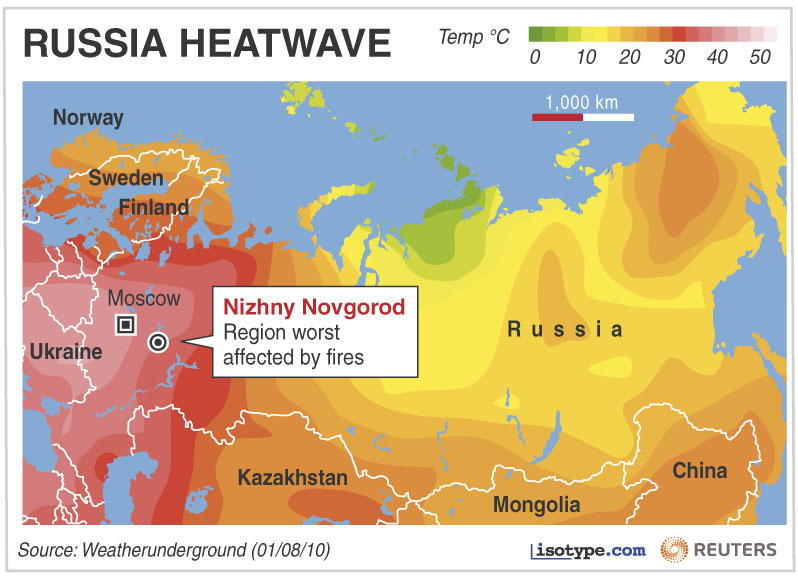 RUSSIA HEATWAVE
Temp °C
0 10 20 30 40 50
1,000 km
Norway
Sweden
Finland
Moscow
Nizhny Novgorod
Region worst
affected by fires
Russia
Ukraine
Kazakhstan
China
Mongolia
Source: Weatherunderground (01/08/10)
isotype.com
REUTERS